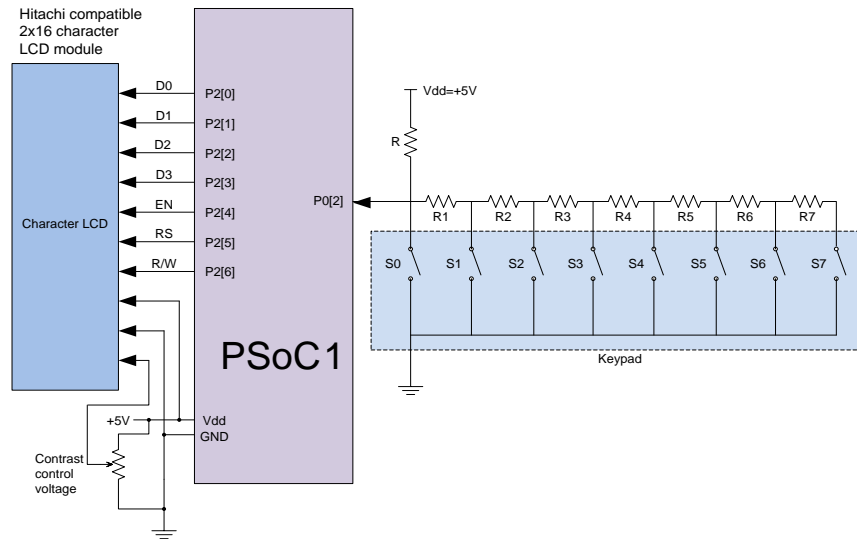 Hitachi compatible
2x16 character
LCD module
Character LCD
D0
D1
D2
D3
EN
RS
R/W
P2[0]
P2[1]
P2[2]
P2[3]
P2[4]
P2[5]
P2[6]
P0[2]
PSoC1
Vdd
GND
+5V
Contrast
control
voltage
Vdd=+5V
R
R1 R2 R3 R4 R5 R6 R7
S0 S1 S2 S3 S4 S5 S6 S7
Keypad